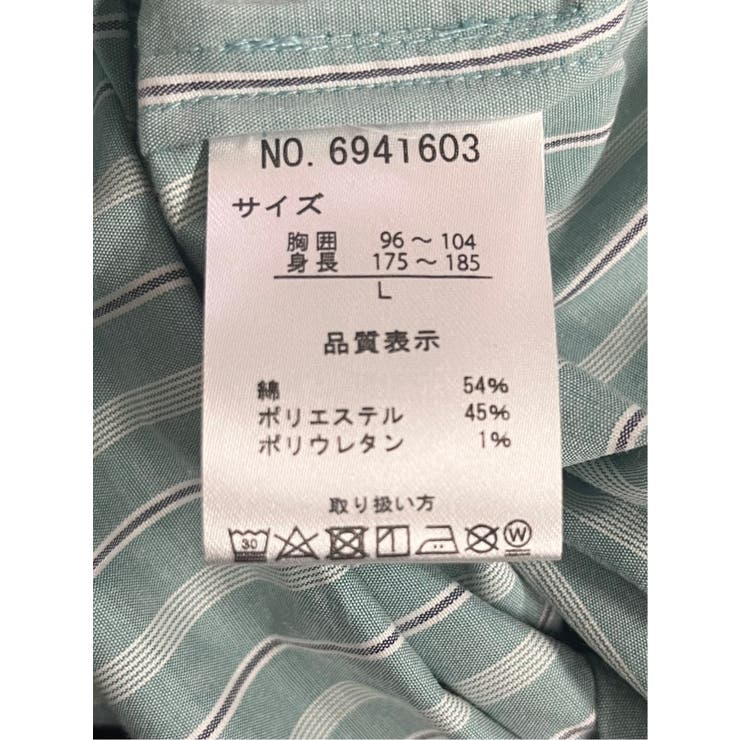 NO. 6941603
サイズ
胸囲 96～104
身長 175～185
L
品質表示
綿 54%
ポリエステル 45%
ポリウレタン 1%
取り扱い方
30 W